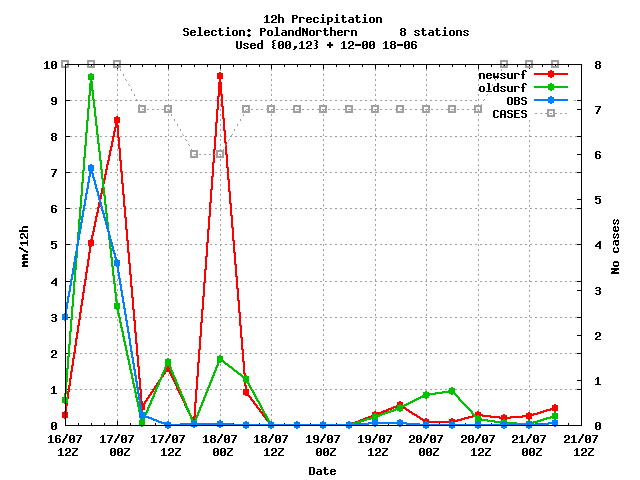 12h Precipitation
Selection: PolandNorthern 8 stations
Used {00,12} + 12-00 18-06
10 8
newsurf
oldsurf
OBS
CASES
9
8 7
7 6
6 5
mm/12h
5 4
No cases
4 3
3
2 2
1 1
0 0
16/07 17/07 17/07 18/07 18/07 19/07 19/07 20/07 20/07 21/07 21/07
12Z 00Z 12Z 00Z 12Z 00Z 12Z 00Z 12Z 00Z 12Z
Date